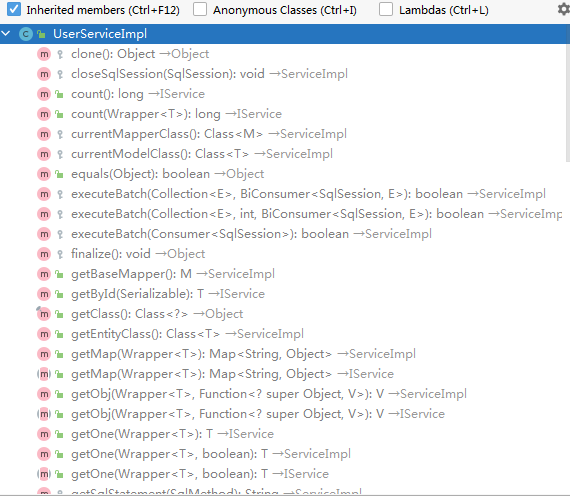 Inherited members (Ctrl+F12) Anonymous Classes (Ctrl+I) Lambdas (Ctrl+L)
UserServiceImpl
clone(): Object →Object
closeSqlSession(SqlSession): void →ServiceImpl
count(): long →IService
count(Wrapper<T>): long →IService
currentMapperClass(): Class<M> →ServiceImpl
currentModelClass(): Class<T> →ServiceImpl
equals(Object): boolean →Object
executeBatch(Collection<E>, BiConsumer<SqlSession, E>): boolean →ServiceImpl
executeBatch(Collection<E>, int, BiConsumer<SqlSession, E>): boolean →ServiceImp
executeBatch(Consumer<SqlSession>): boolean →ServiceImpl
finalize(): void →Object
getBaseMapper(): M →ServiceImpl
getById(Serializable): T →IService
getClass(): Class<?> →Object
getEntityClass(): Class<T> →ServiceImpl
getMap(Wrapper<T>): Map<String, Object> →ServiceImpl
getMap(Wrapper<T>): Map<String, Object> →IService
getObj(Wrapper<T>, Function<? super Object, V>): V →ServiceImpl
getObj(Wrapper<T>, Function<? super Object, V>): V →IService
getOne(Wrapper<T>): T →IService
getOne(Wrapper<T>, boolean): T →ServiceImpl
getOne(Wrapper<T>, boolean): T →IService
getSqlStatement(SqlMethod): String →ServiceImpl